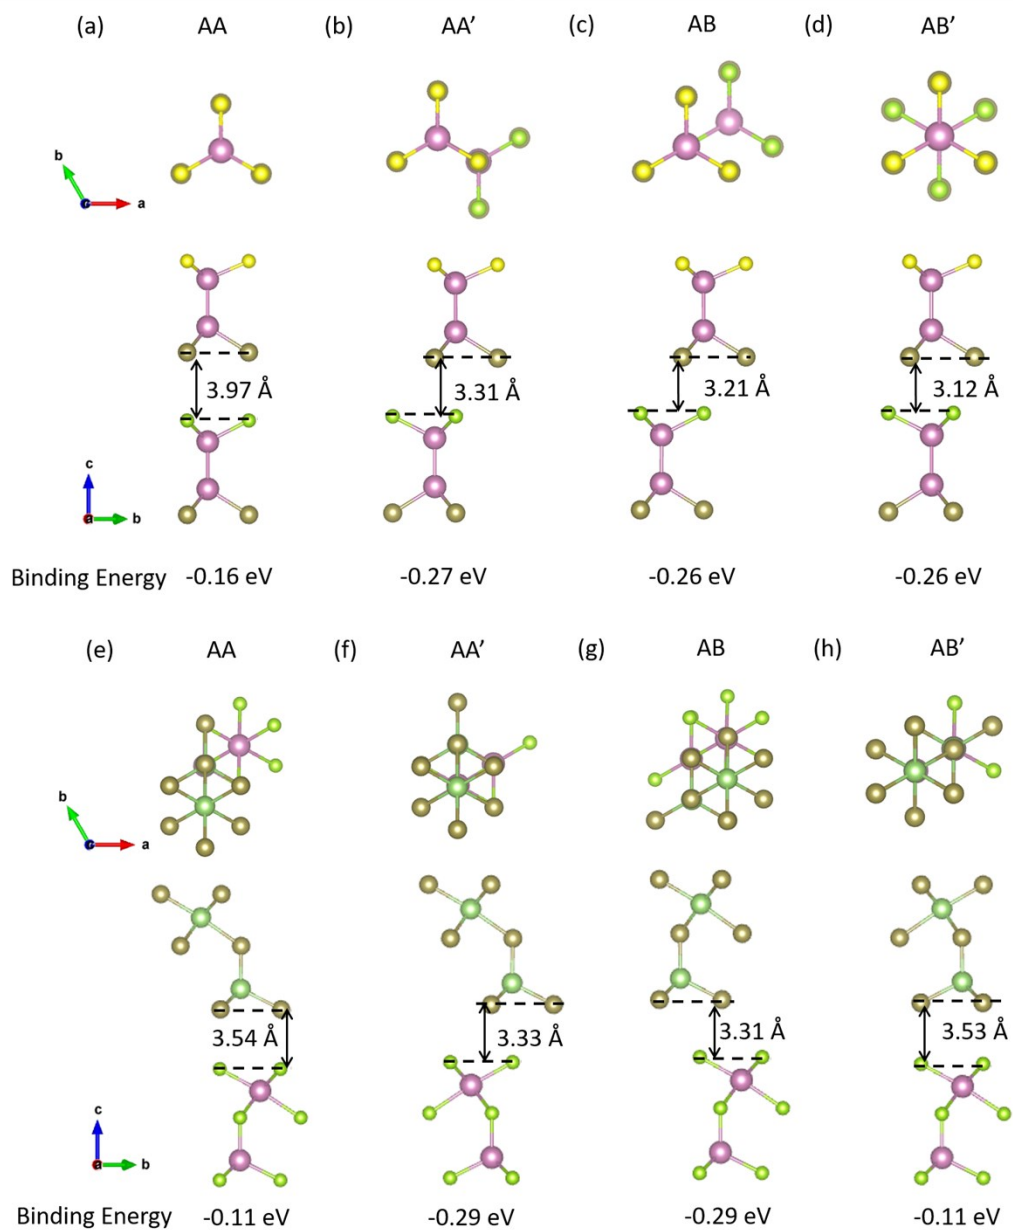 (a) AA (b) AA’ (c) AB (d) AB’
b
a
3.97 Å 3.31 Å 3.21 Å 3.12 Å
c
a b
Binding Energy -0.16 eV -0.27 eV -0.26 eV -0.26 eV
(e) AA (f) AA’ (g) AB (h) AB’
b
a
3.54 Å 3.33 Å 3.31 Å 3.53 Å
c
a b
Binding Energy -0.11 eV -0.29 eV -0.29 eV -0.11 eV